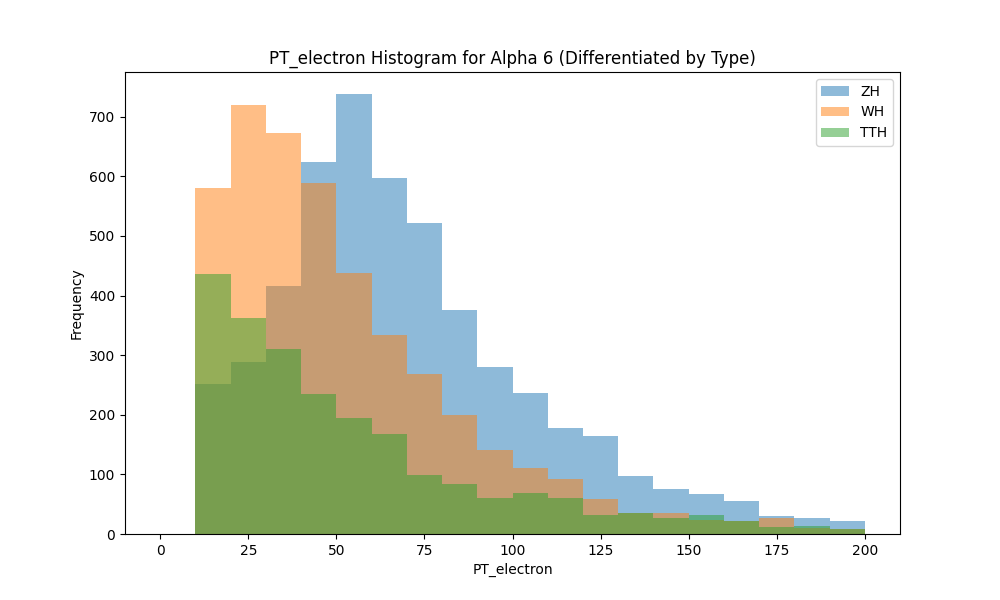 PT_electron Histogram for Alpha 6 (Differentiated by Type)
ZH
WH
TTH
700
600
500
400
300
200
100
0
Frequency
0 25 50 75 100 125 150 175 200
PT_electron